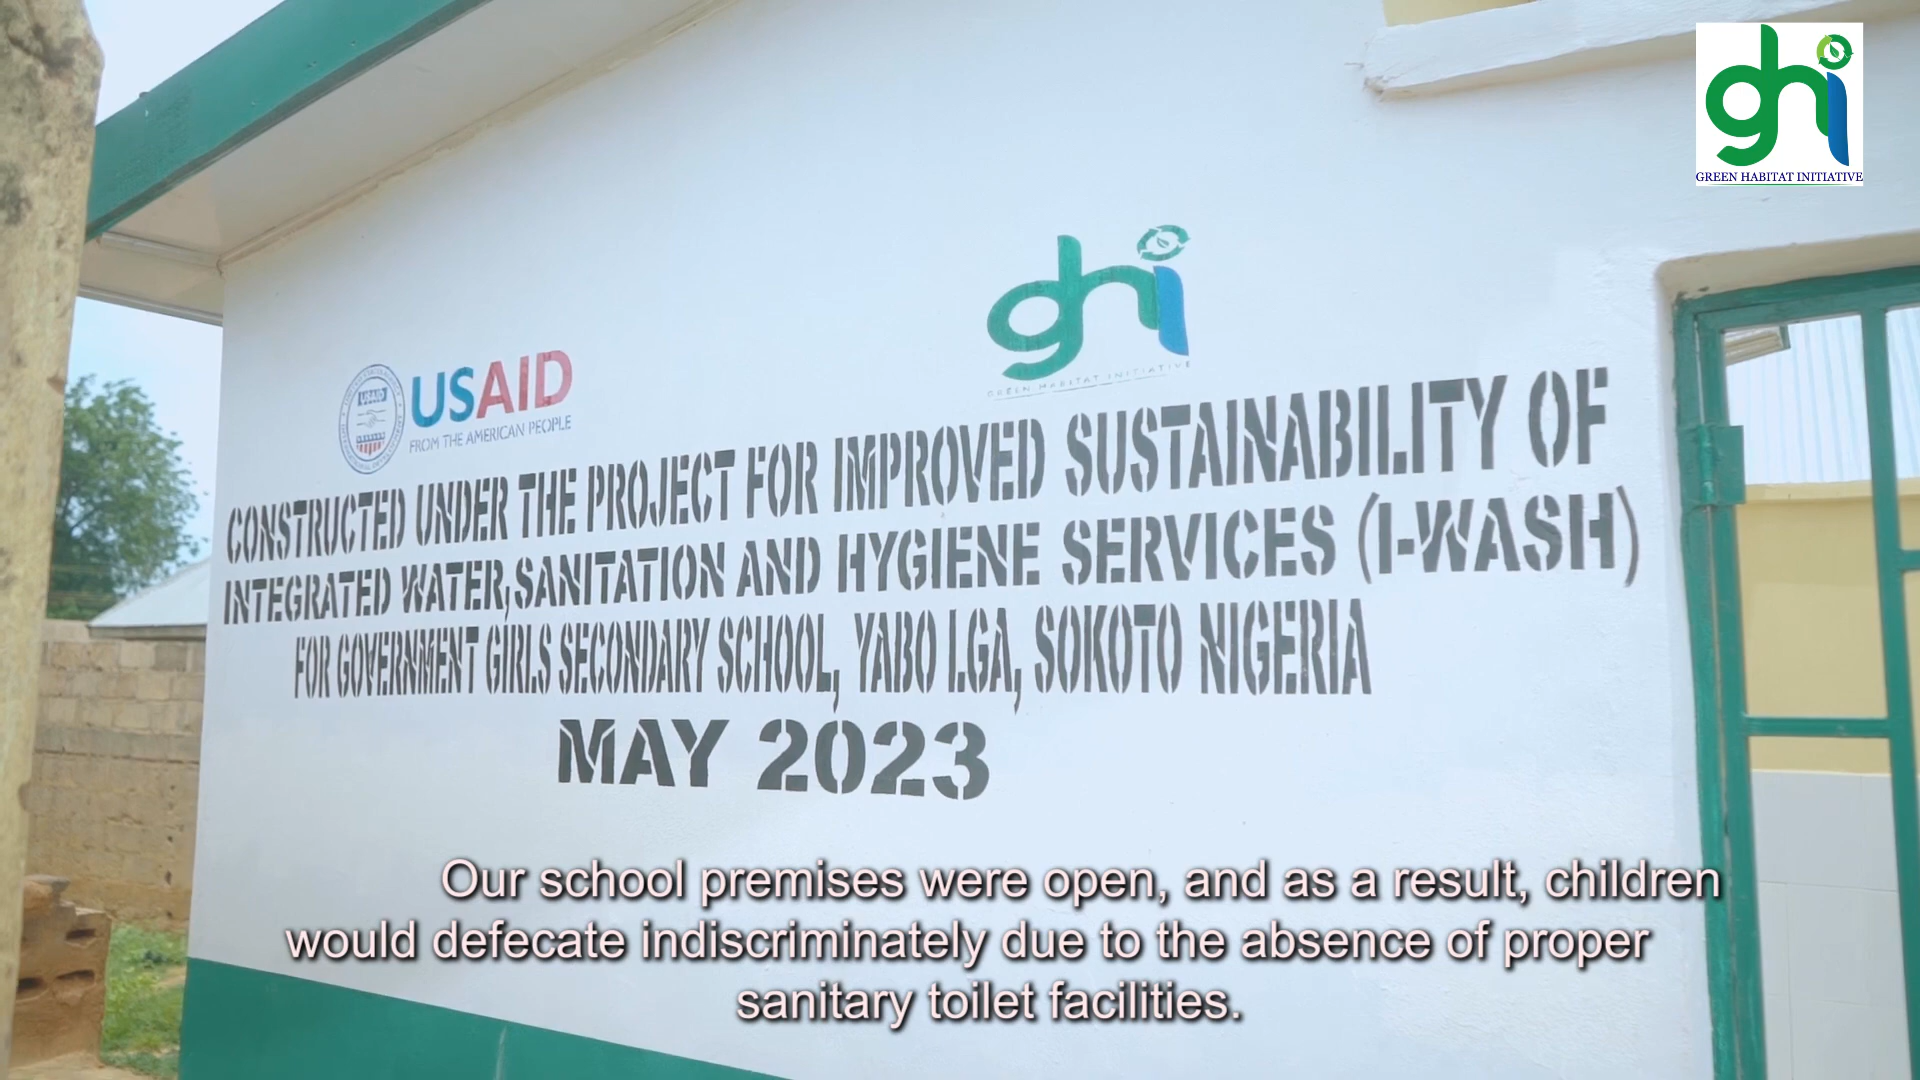 ghi
GREEN HABITAT INITIATIVE
ghi
GREEN HABITAT INITIATIVE
USAID
USAID
FROM THE AMERICAN PEOPLE
CONSTRUCTED UNDER THE PROJECT FOR IMPROVED SUSTAINABILITY OF
INTEGRATED WATER,SANITATION AND HYGIENE SERVICES (I-WASH)
FOR GOVERNMENT GIRLS SECONDARY SCHOOL, YABO LGA, SOKOTO NIGERIA
MAY 2023
Our school premises were open, and as a result, children
would defecate indiscriminately due to the absence of proper
sanitary toilet facilities.